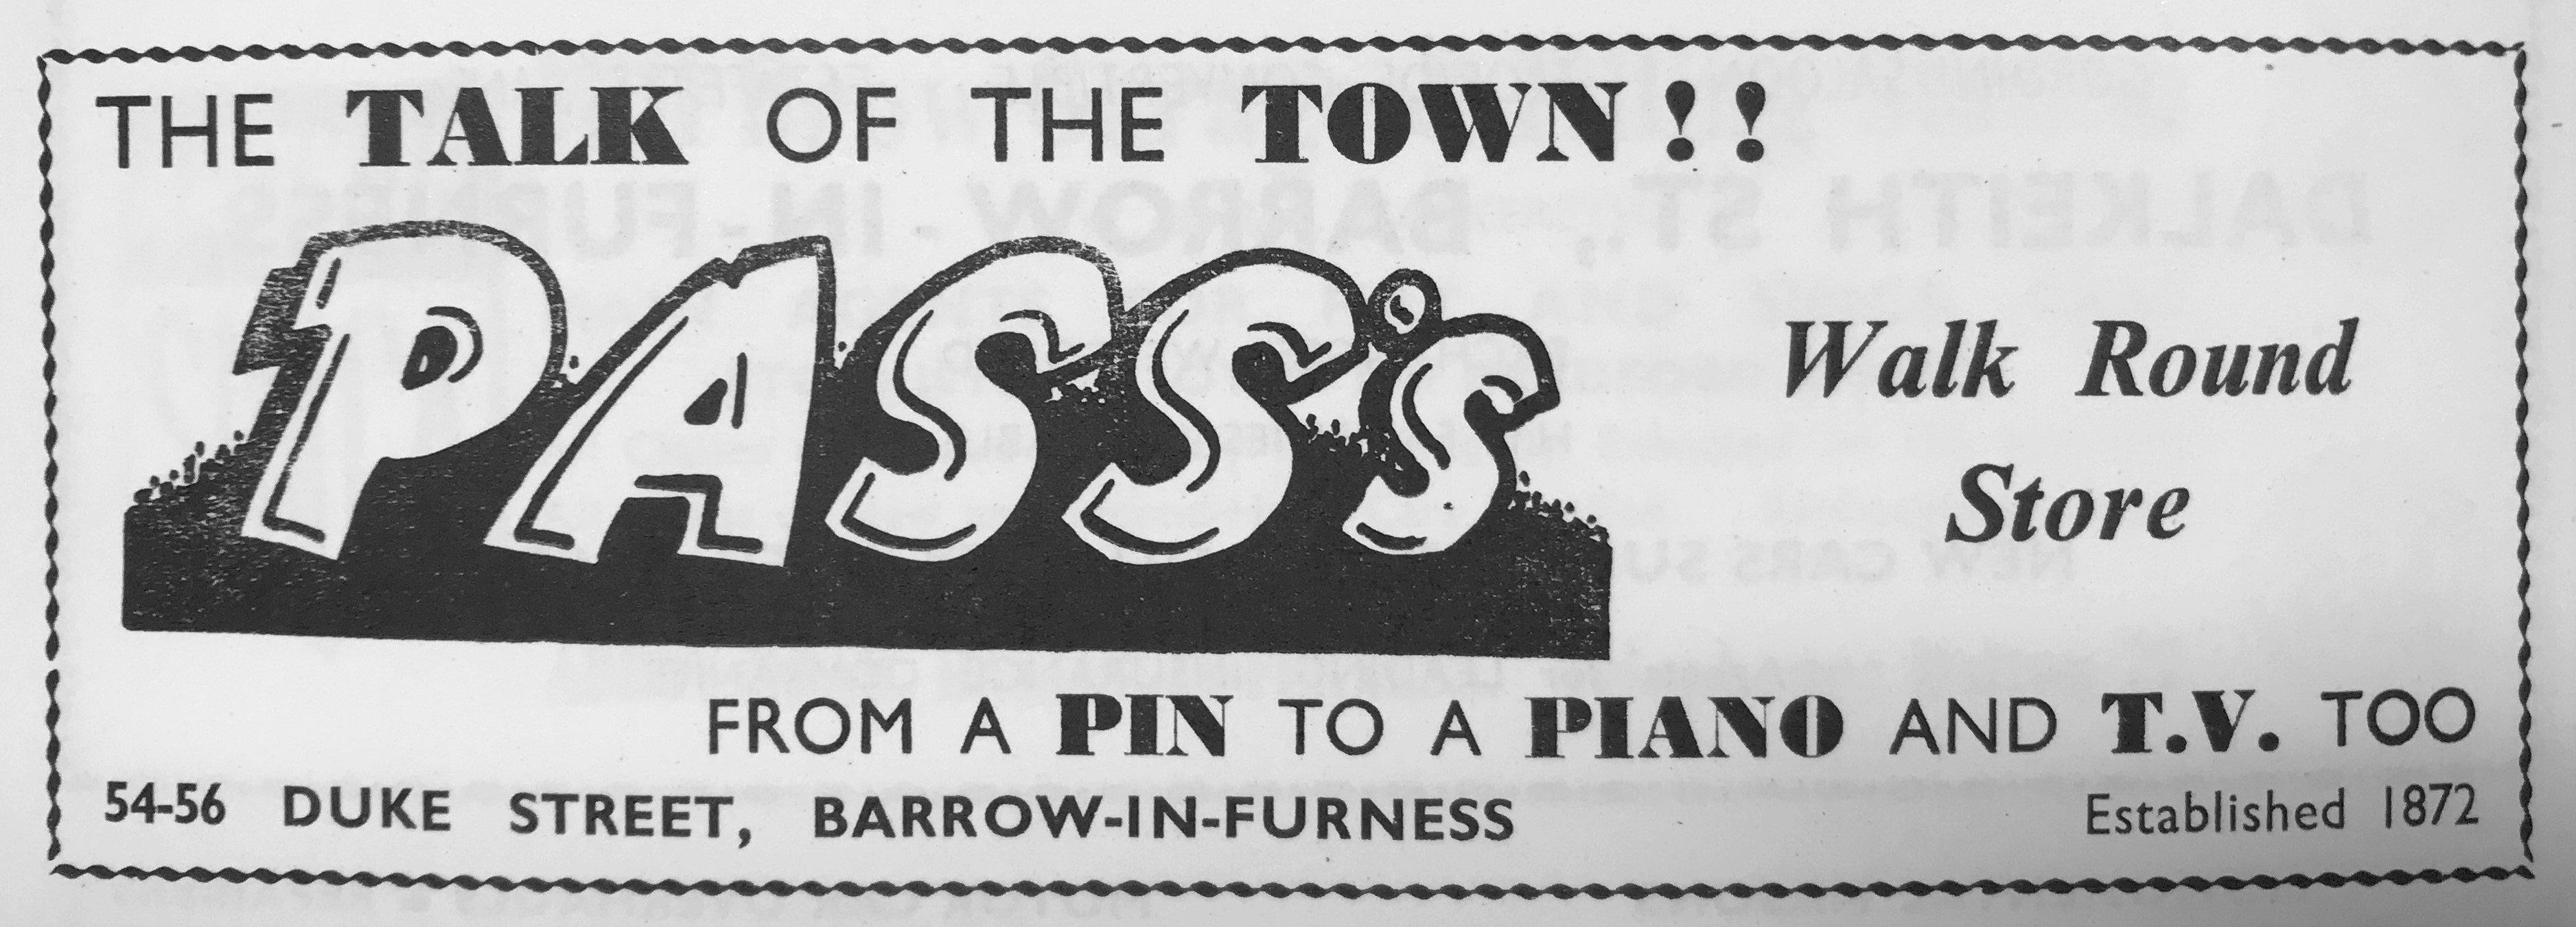 THE TALK OF THE TOWN!!
PASS's
Walk Round
Store
FROM A PIN TO A PIANO AND T.V. TOO
54-56 DUKE STREET, BARROW-IN-FURNESS
Established 1872